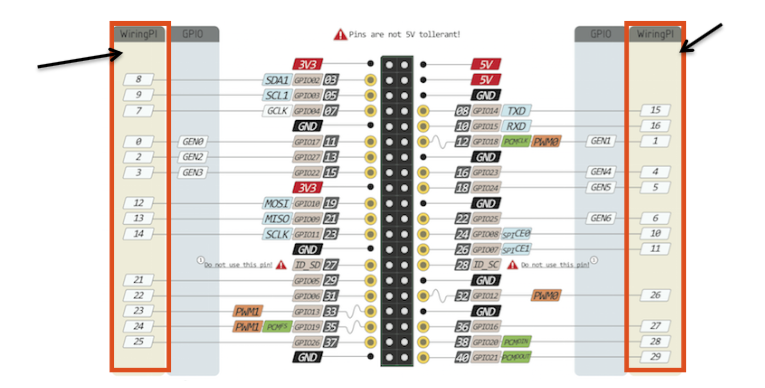 WiringPI GPIO Pins are not 5V tollerant! GPIO WiringPI
3V3 5V
8 SDA1 GPIO02 03 5V
9 SCL1 GPIO03 05 GND
7 GCLK GPIO04 07 08 GPIO14 TXD 15
GND 10 GPIO15 RXD 16
0 GEN0 GPIO17 11 12 GPIO18 PCMCLK PWM0 GEN1 1
2 GEN2 GPIO27 13 GND
3 GEN3 GPIO22 15 16 GPIO23 GEN4 4
3V3 18 GPIO24 GEN5 5
12 MOSI GPIO10 19 GND
13 MISO GPIO09 21 22 GPIO25 GEN6 6
14 SCLK GPIO11 23 24 GPIO08 SPICE0 10
GND 26 GPIO07 SPICE1 11
Do not use this pin! ID_SD 27 28 ID_SC Do not use this pin!
21 GPIO05 29 GND
22 GPIO06 31 32 GPIO12 PWM0 26
23 PWM1 GPIO13 33 GND
24 PWM1 PCMFS GPIO19 35 36 GPIO16 27
25 GPIO26 37 38 GPIO20 PCMDIN 28
GND 40 GPIO21 PCMDOUT 29